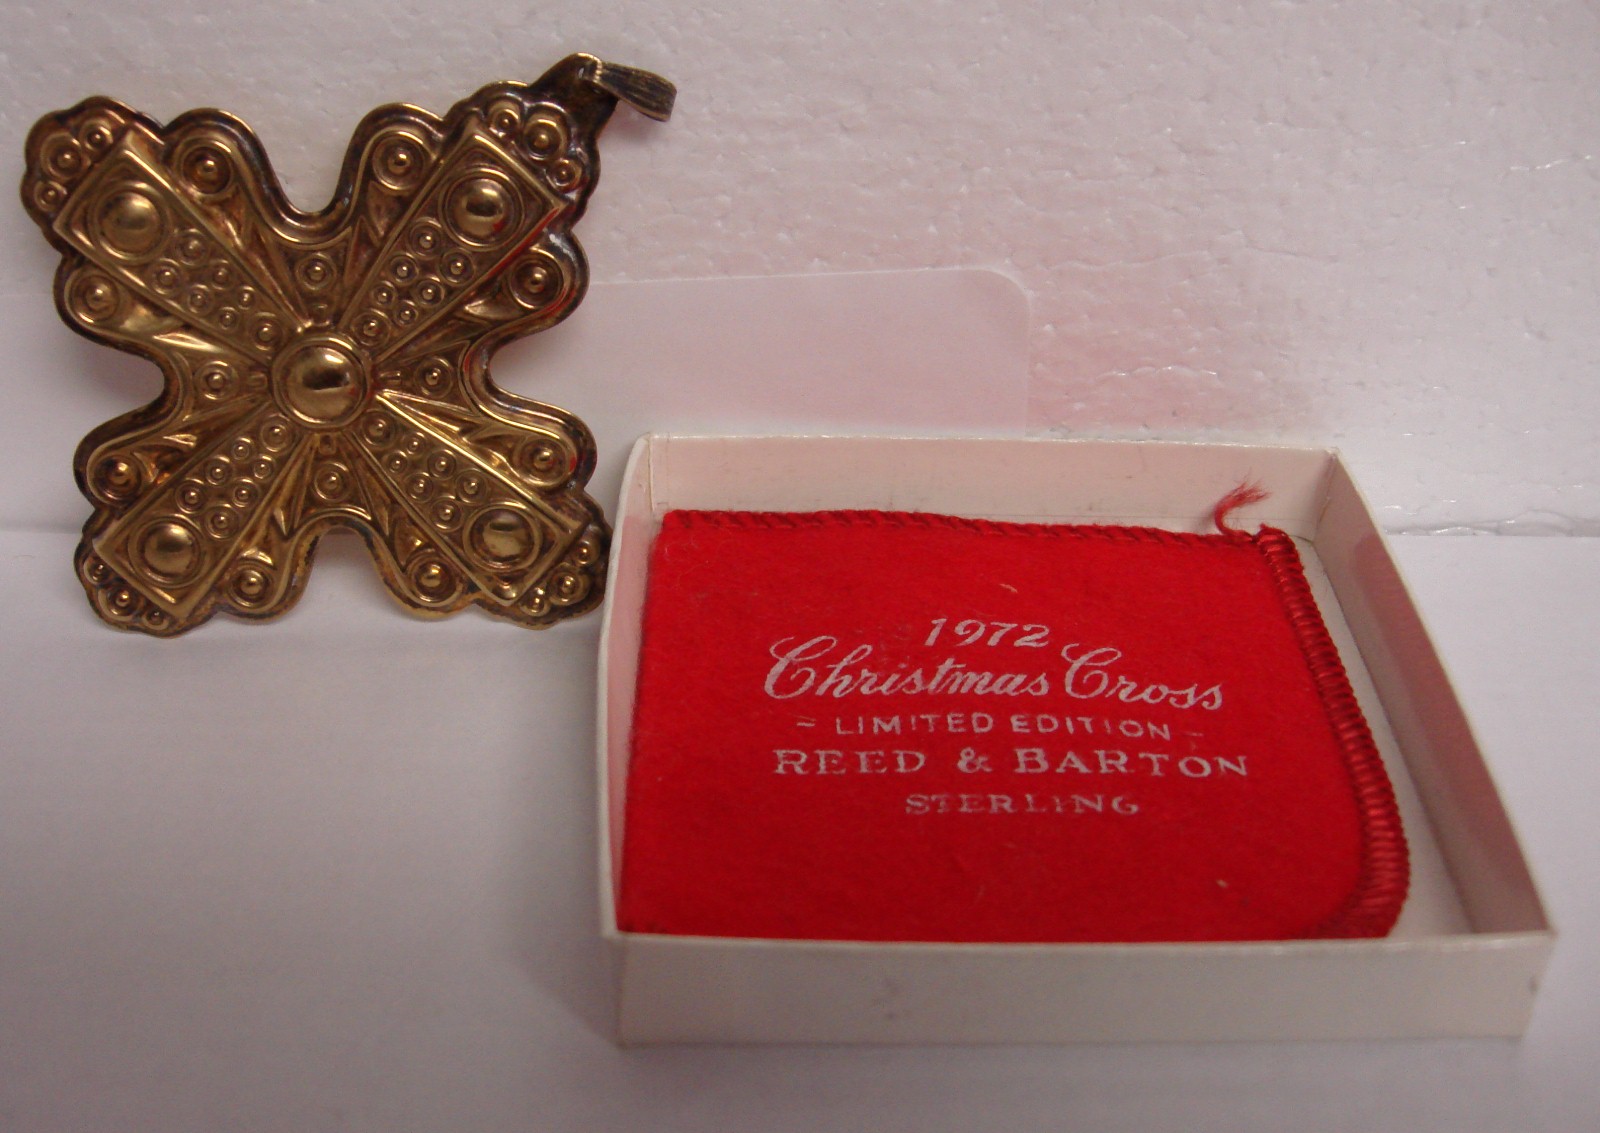 1972
Christmas Cross
- LIMITED EDITION -
REED & BARTON
STERLING